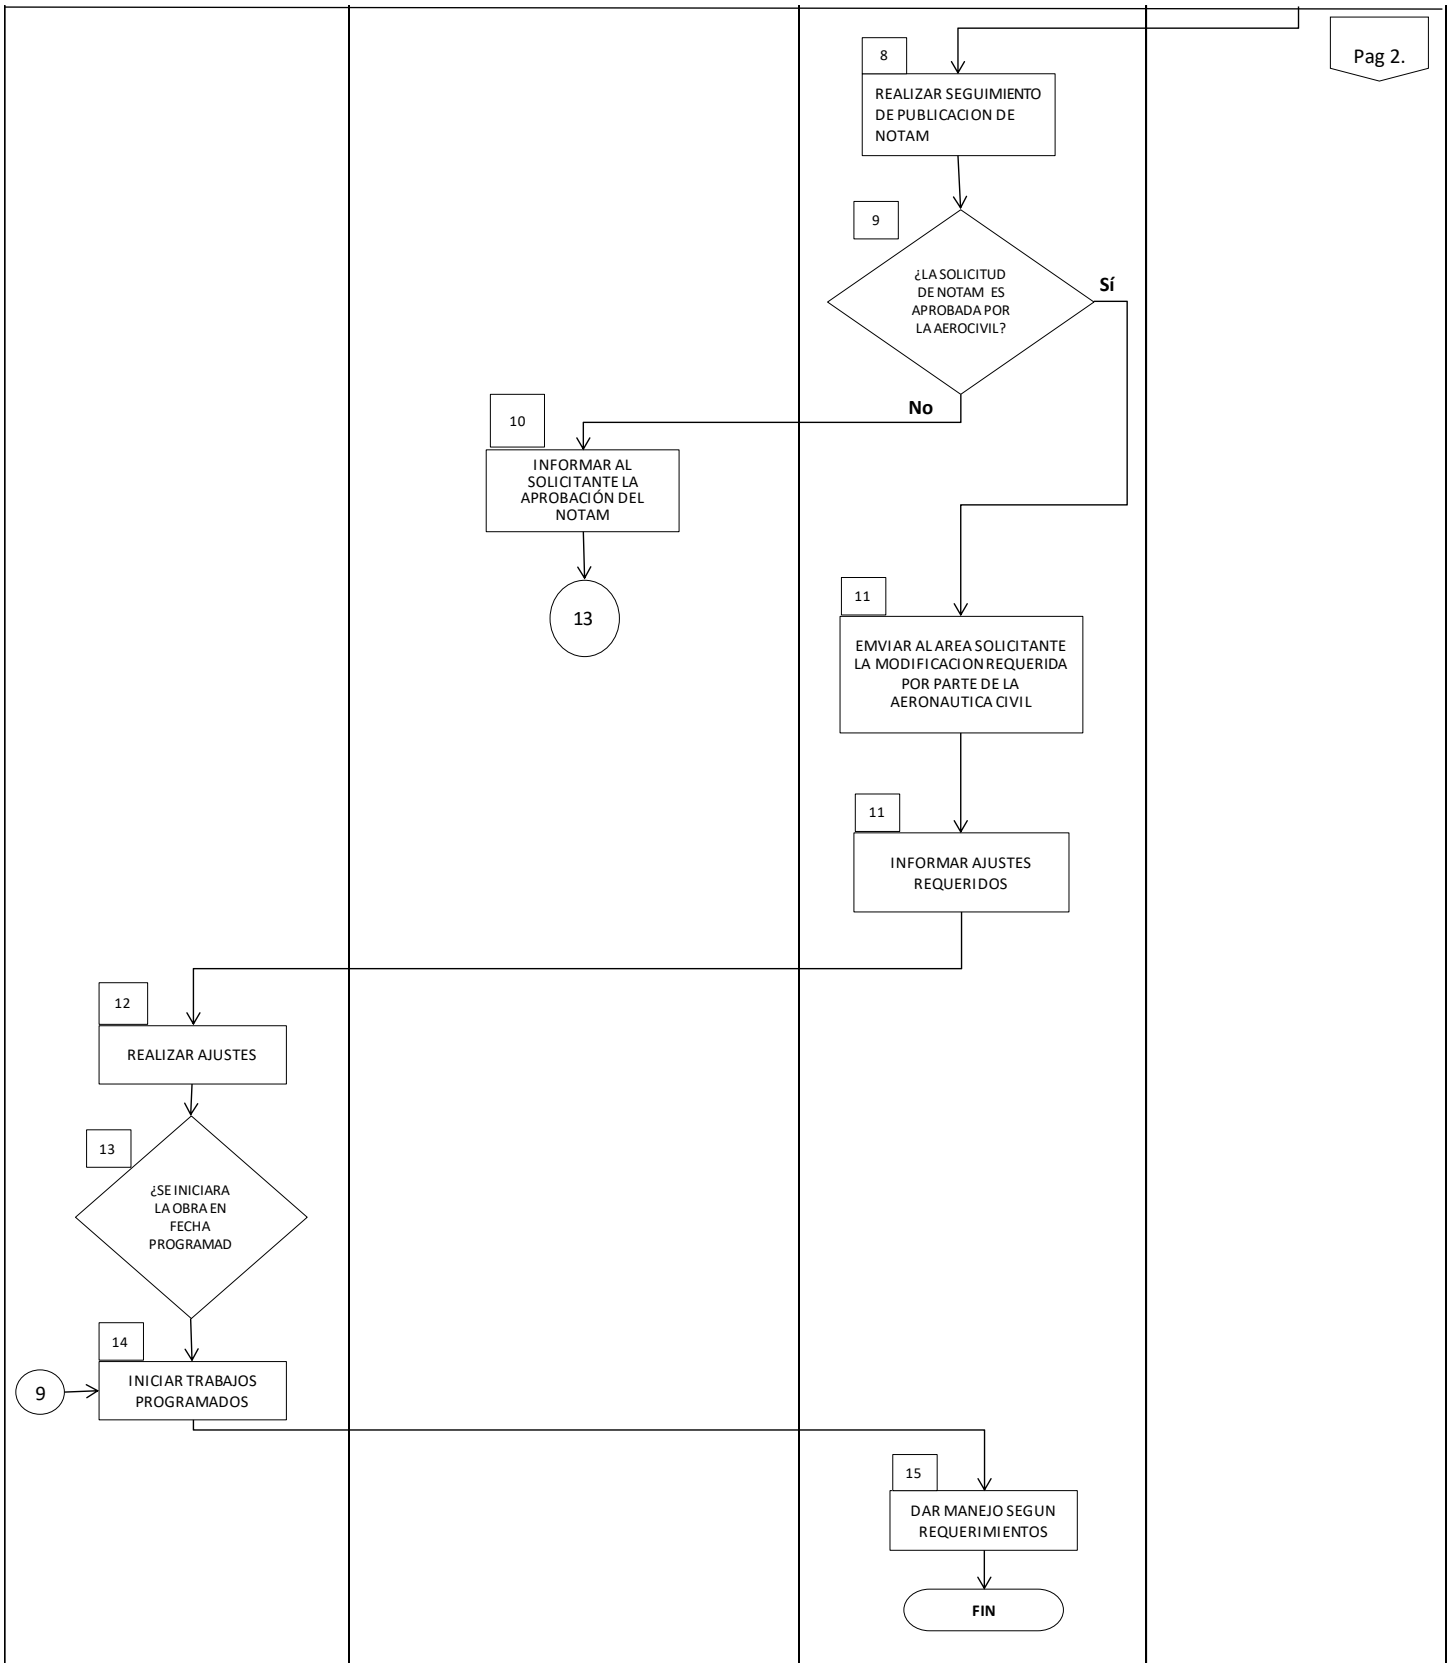 Pag 2.
8
REALIZAR SEGUIMIENTO
DE PUBLICACION DE
NOTAM
9
¿LA SOLICITUD
DE NOTAM ES
APROBADA POR
LA AEROCIVIL?
Sí
No
10
INFORMAR AL
SOLICITANTE LA
APROBACIÓN DEL
NOTAM
13
11
EMVIAR AL AREA SOLICITANTE
LA MODIFICACION REQUERIDA
POR PARTE DE LA
AERONAUTICA CIVIL
11
INFORMAR AJUSTES
REQUERIDOS
12
REALIZAR AJUSTES
13
¿SE INICIARA
LA OBRA EN
FECHA
PROGRAMAD
14
9
INICIAR TRABAJOS
PROGRAMADOS
15
DAR MANEJO SEGUN
REQUERIMIENTOS
FIN